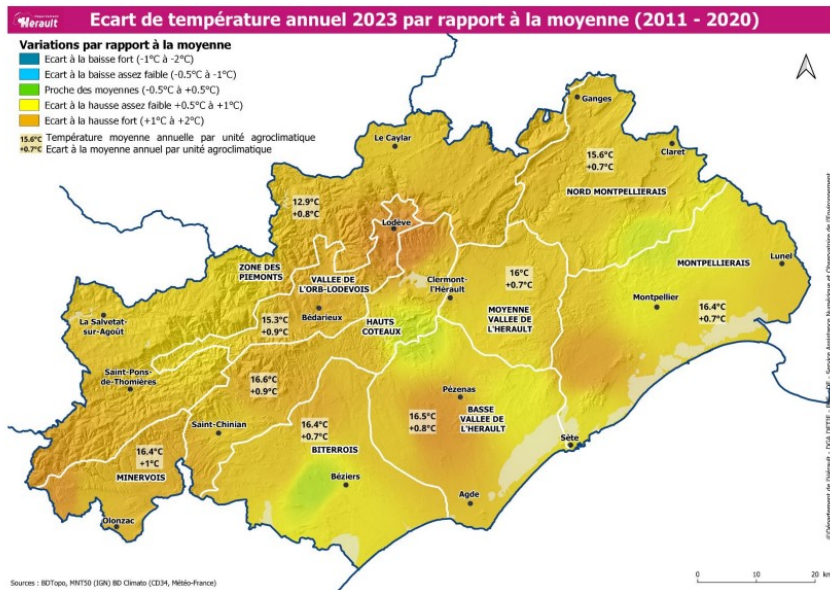 Hérault
Ecart de température annuel 2023 par rapport à la moyenne (2011 - 2020)
Variations par rapport à la moyenne
Ecart à la baisse fort (-1°C à -2°C)
Ecart à la baisse assez faible (-0.5°C à -1°C)
Proche des moyennes (-0.5°C à +0.5°C)
Ecart à la hausse assez faible +0.5°C à +1°C)
Ecart à la hausse fort (+1°C à +2°C)
15.6°C Température moyenne annuelle par unité agroclimatique
+0.7°C Ecart à la moyenne annuel par unité agroclimatique
Ganges
Le Caylar
Claret
15.6°C
+0.7°C
NORD MONTPELLIERAIS
12.9°C
+0.8°C
Lodève
MONTPELLIERAIS
Lunel
ZONE DES
PIEMONTS
VALLEE DE
L'ORB-LODEVOIS
Clermont-
l'Hérault
16°C
+0.7°C
Montpellier
16.4°C
+0.7°C
La Salvetat-
sur-Agoût
15.3°C
+0.9°C
Bédarieux
HAUTS
COTEAUX
MOYENNE
VALLEE DE
L'HERAULT
Saint-Pons-
de-Thomières
16.6°C
+0.9°C
Pézenas
Saint-Chinian
16.4°C
+0.7°C
BITERROIS
16.5°C
+0.8°C
BASSE
VALLEE DE
L'HERAULT
Sète
16.4°C
+1°C
MINERVOIS
Béziers
Agde
Olonzac
Sources : BDTopo, MNT50 (IGN) BD Climato (CD34, Météo-France)
0 10 20 km